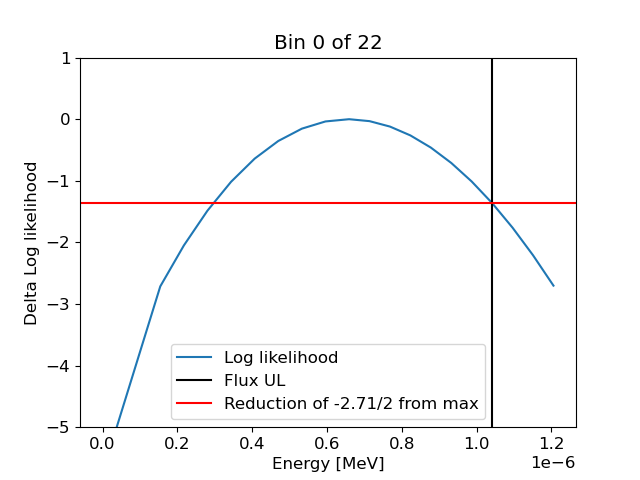 Bin 0 of 22
Delta Log likelihood
1
0
−1
−2
−3
−4
−5
Log likelihood
Flux UL
Reduction of -2.71/2 from max
0.0 0.2 0.4 0.6 0.8 1.0 1.2
Energy [MeV]
1e−6